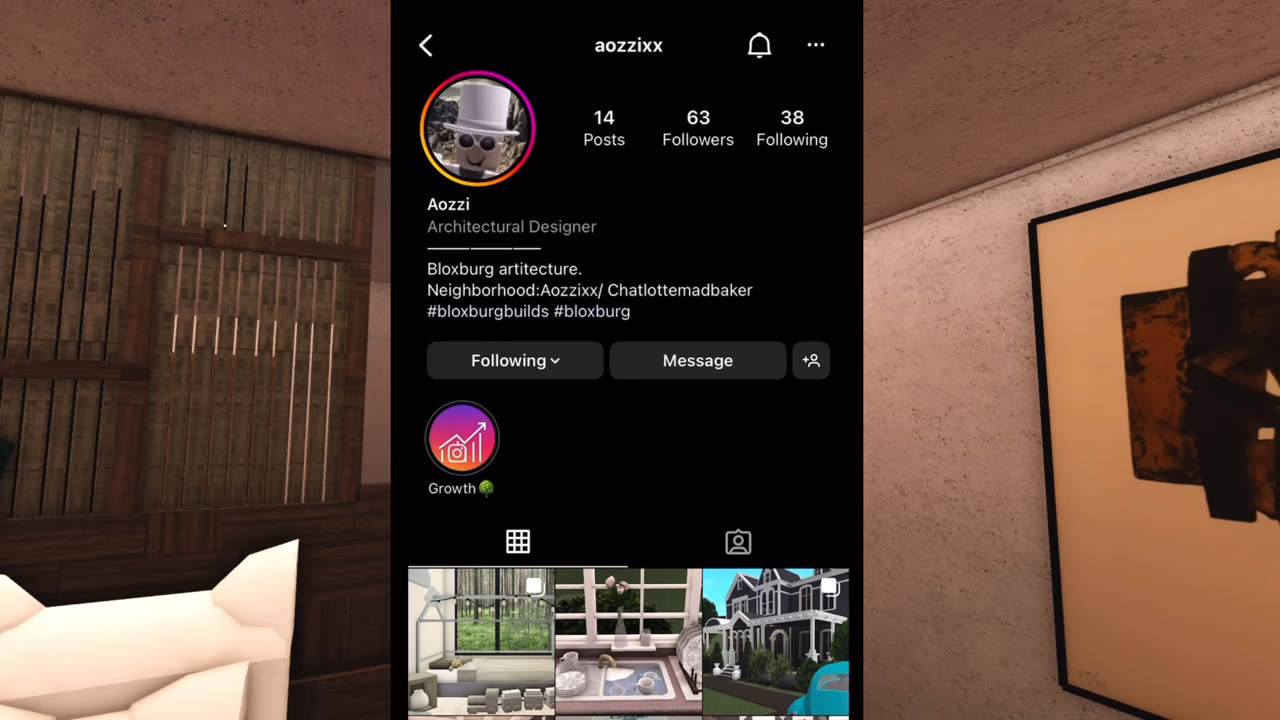 aozzixx
14 63 38
Posts Followers Following
Aozzi
Architectural Designer
Bloxburg artitecture.
Neighborhood:Aozzixx/ Chatlottemadbaker
#bloxburgbuilds #bloxburg
Following Message
Growth🌳